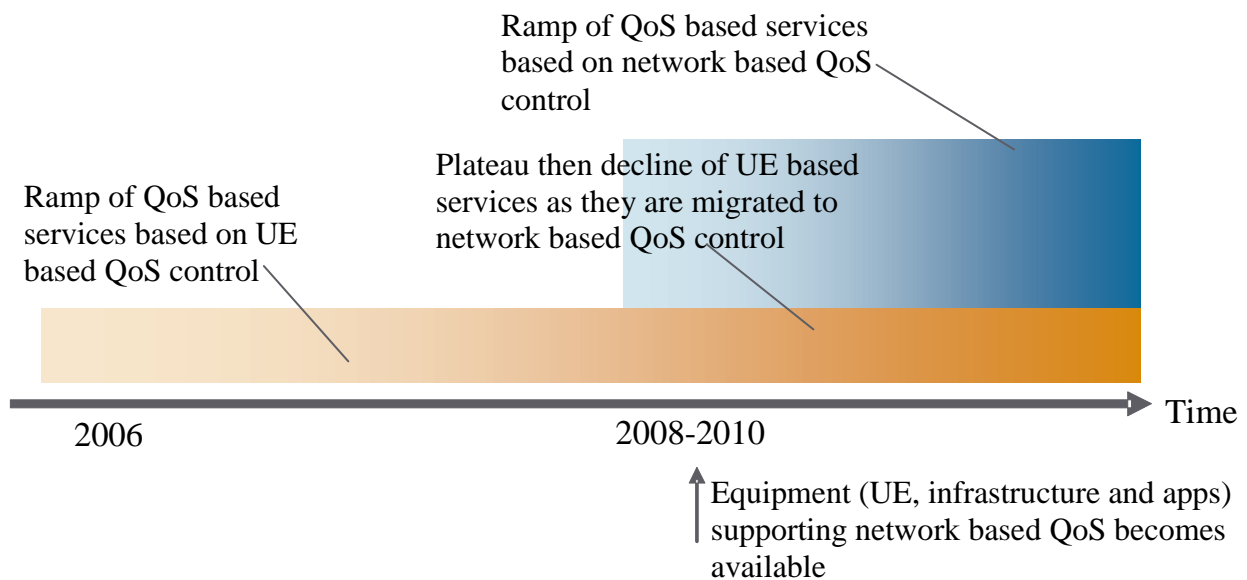 Ramp of QoS based services
based on network based QoS
control
Plateau then decline of UE based
services as they are migrated to
network based QoS control
Ramp of QoS based
services based on UE
based QoS control
Time
2006
2008-2010
Equipment (UE, infrastructure and apps)
supporting network based QoS becomes
available